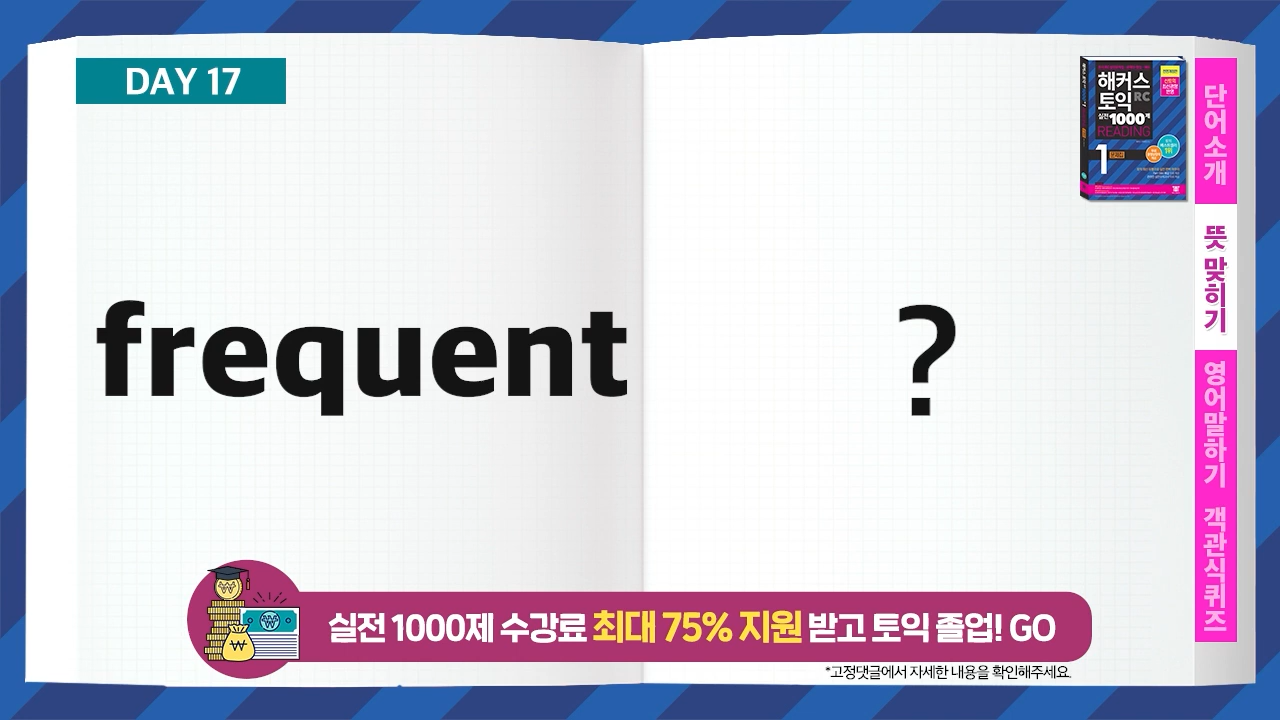 DAY 17
frequent
?
해커스
토익 RC
실전 1000제
READING
1
단어소개
뜻 맞히기
영어말하기
객관식퀴즈
실전 1000제 수강료 최대 75% 지원 받고 토익 졸업! GO
*고정댓글에서 자세한 내용을 확인해주세요.